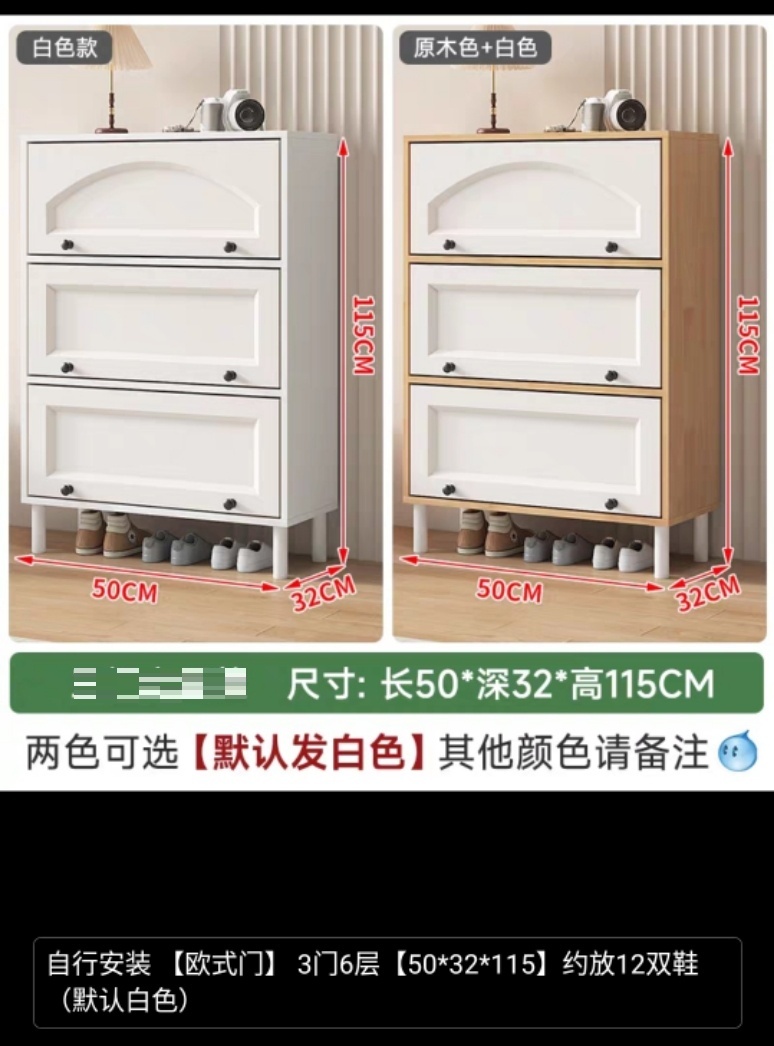 白色款
原木色+白色
115CM
115CM
50CM
32CM
50CM
32CM
尺寸: 长50*深32*高115CM
两色可选【默认发白色】其他颜色请备注
自行安装 【欧式门】 3门6层【50*32*115】约放12双鞋
（默认白色）